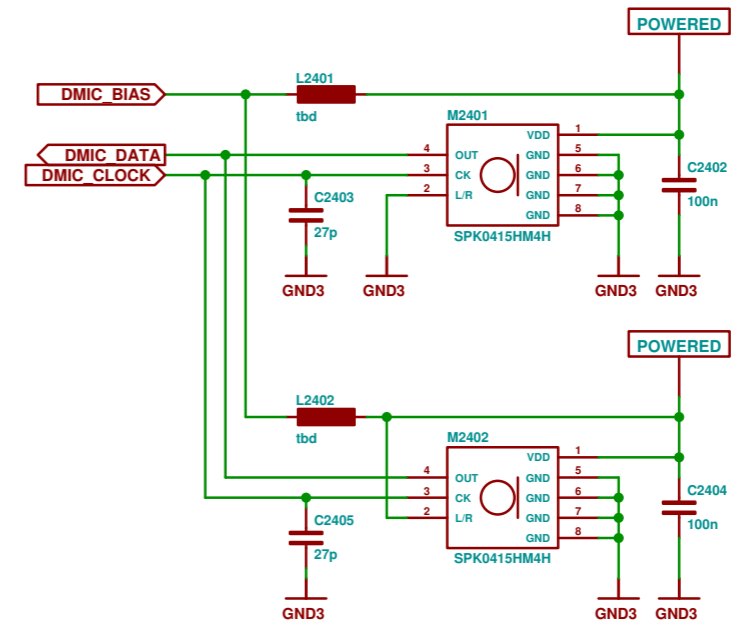 POWERED
L2401
DMIC_BIAS
tbd
M2401
VDD 1
DMIC_DATA 4 OUT GND 5
DMIC_CLOCK 3 CK GND 6 C2402
C2403 2 L/R GND 7 100n
27p GND 8
SPK0415HM4H
GND3 GND3 GND3 GND3
POWERED
L2402
tbd
M2402
VDD 1
4 OUT GND 5
3 CK GND 6 C2404
C2405 2 L/R GND 7 100n
27p GND 8
SPK0415HM4H
GND3 GND3 GND3